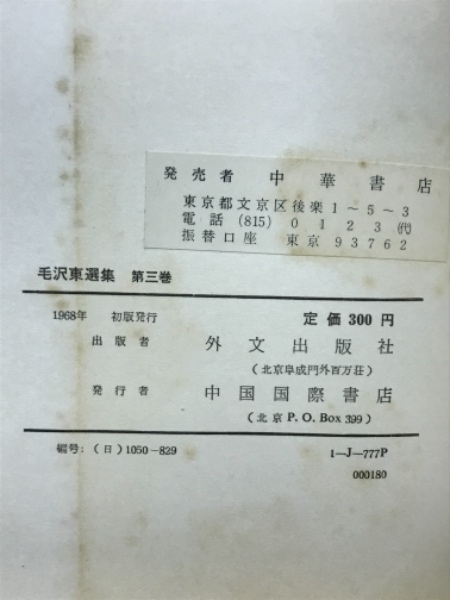 発売者 中華書店
東京都文京区後楽1~5~3
電話(815)0123(代)
振替口座 東京93762
毛沢東選集 第三巻
1968年 初版発行 定価300円
出版者 外文出版社
(北京阜成門外百万荘)
発行者 中国国際書店
(北京P.O.Box 399)
編号:(日)1050-829 1—J—777P
000180